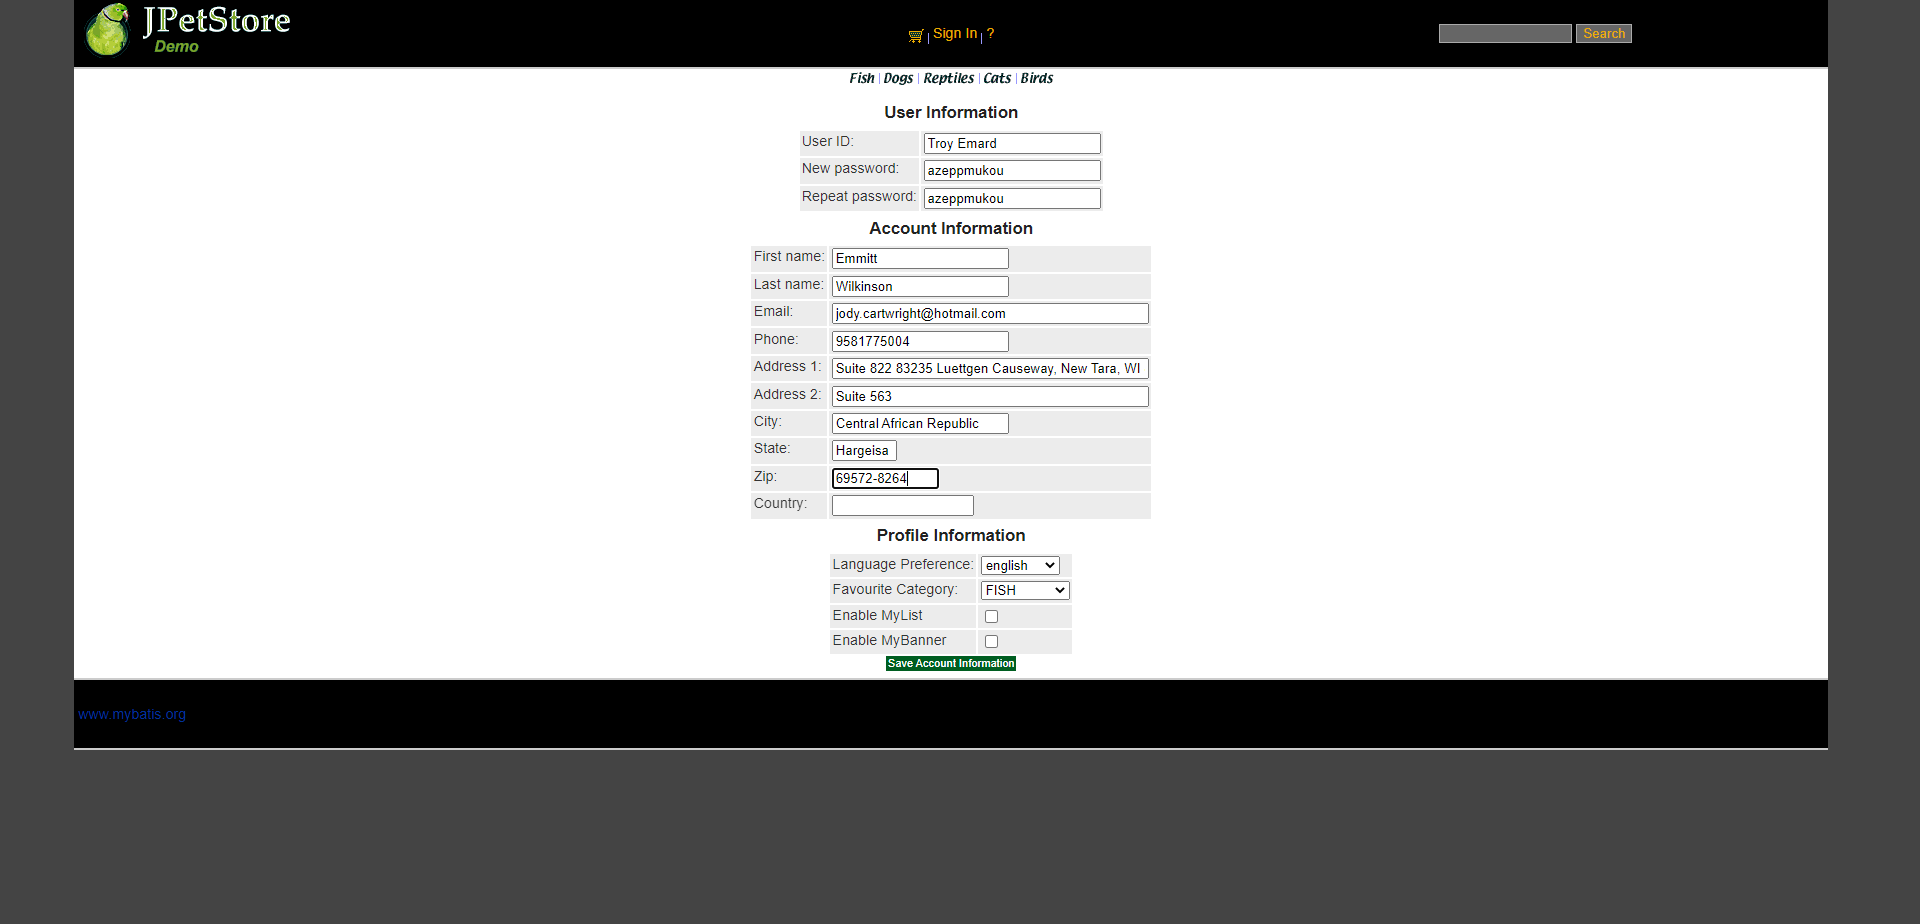 JPetStore
Demo
Sign In ?
Search
Fish Dogs Reptiles Cats Birds
User Information
User ID: Troy Emard
New password: azeppmukou
Repeat password: azeppmukou
Account Information
First name: Emmitt
Last name: Wilkinson
Email: jody.cartwright@hotmail.com
Phone: 9581775004
Address 1: Suite 822 83235 Luettgen Causeway, New Tara, WI
Address 2: Suite 563
City: Central African Republic
State: Hargeisa
Zip: 69572-8264
Country:
Profile Information
Language Preference: english
Favourite Category: FISH
Enable MyList
Enable MyBanner
Save Account Information
www.mybatis.org